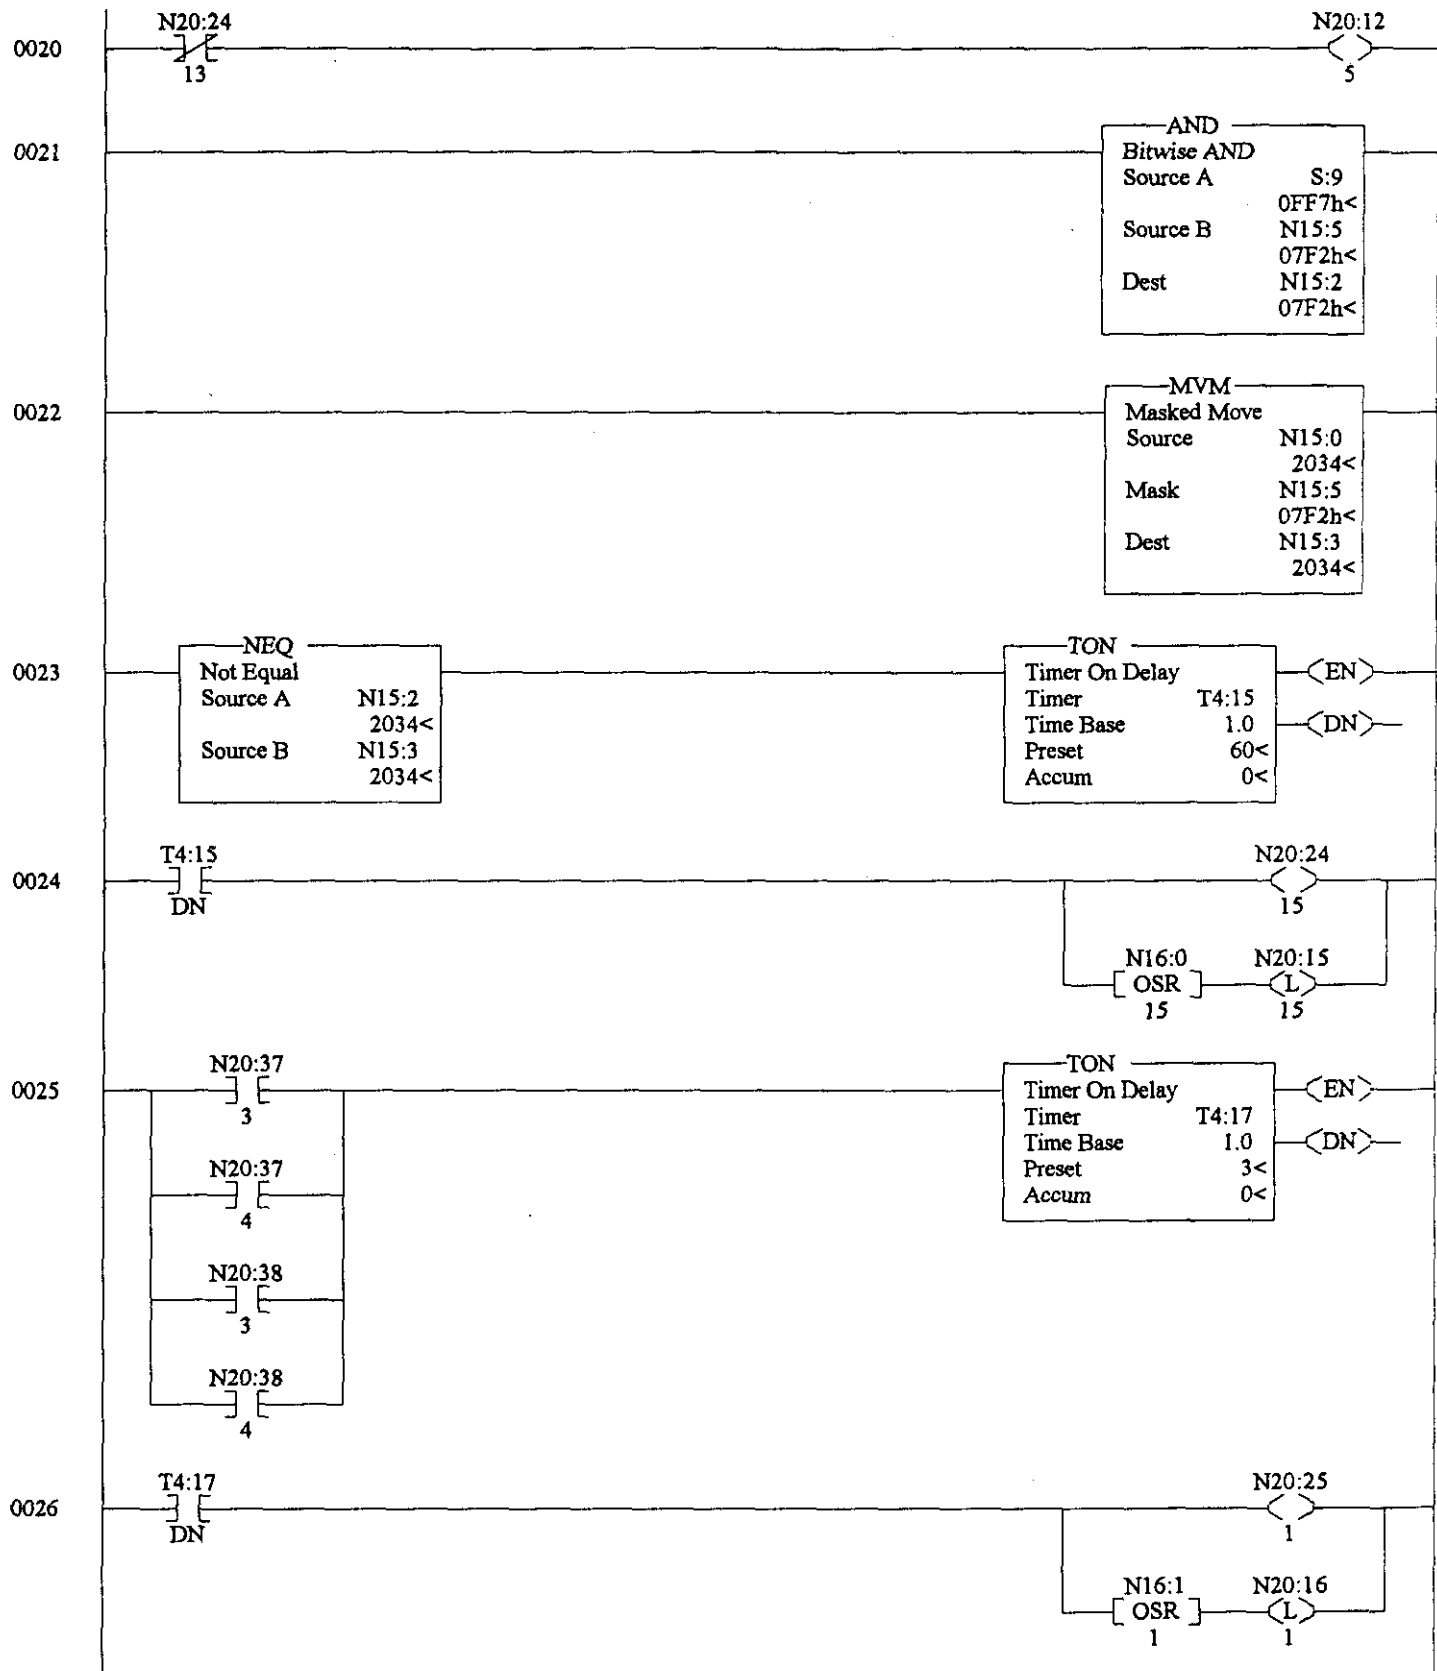 N20:24 N20:12
0020
13 5
AND
0021 Bitwise AND
Source A S:9
0FF7h<
Source B N15:5
07F2h<
Dest N15:2
07F2h<
MVM
0022 Masked Move
Source N15:0
2034<
Mask N15:5
07F2h<
Dest N15:3
2034<
NEQ TON
0023 Not Equal Timer On Delay EN
Source A N15:2 Timer T4:15
2034< Time Base 1.0 DN
Source B N15:3 Preset 60<
2034< Accum 0<
T4:15 N20:24
0024
DN 15
N16:0 N20:15
OSR L
15 15
N20:37 TON
0025 Timer On Delay EN
3 Timer T4:17
N20:37 Time Base 1.0 DN
Preset 3<
4 Accum 0<
N20:38
3
N20:38
4
T4:17 N20:25
0026
DN 1
N16:1 N20:16
OSR L
1 1